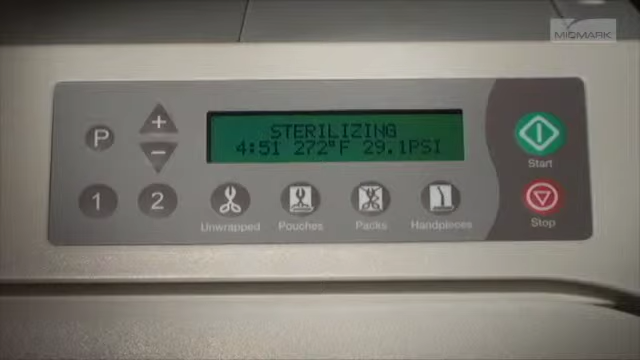 MIDMARK
STERILIZING
4:51 272°F 29.1PSI
P
+
−
1
2
Unwrapped
Pouches
Packs
Handpieces
Start
Stop